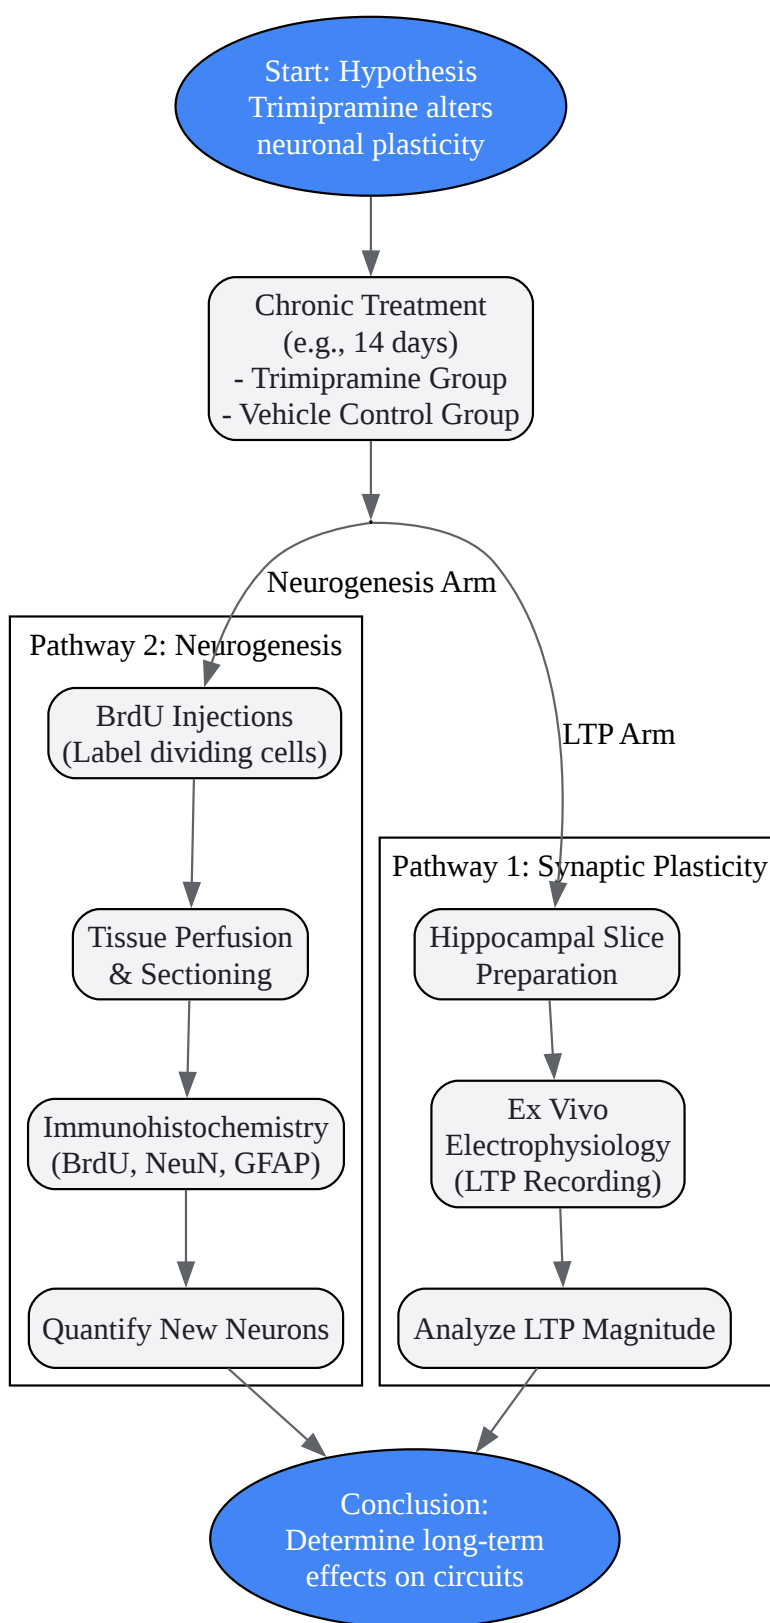 Start: Hypothesis
Trimipramine alters
neuronal plasticity
Chronic Treatment
(e.g., 14 days)
- Trimipramine Group
- Vehicle Control Group
Neurogenesis Arm
LTP Arm
Pathway 2: Neurogenesis
BrdU Injections
(Label dividing cells)
Tissue Perfusion
& Sectioning
Immunohistochemistry
(BrdU, NeuN, GFAP)
Quantify New Neurons
Pathway 1: Synaptic Plasticity
Hippocampal Slice
Preparation
Ex Vivo
Electrophysiology
(LTP Recording)
Analyze LTP Magnitude
Conclusion:
Determine long-term
effects on circuits